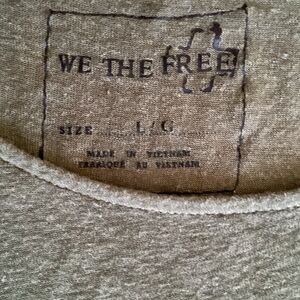 WE THE FREE
SIZE L/G
MADE IN VIETNAM
FABRIQUÉ AU VIETNAM